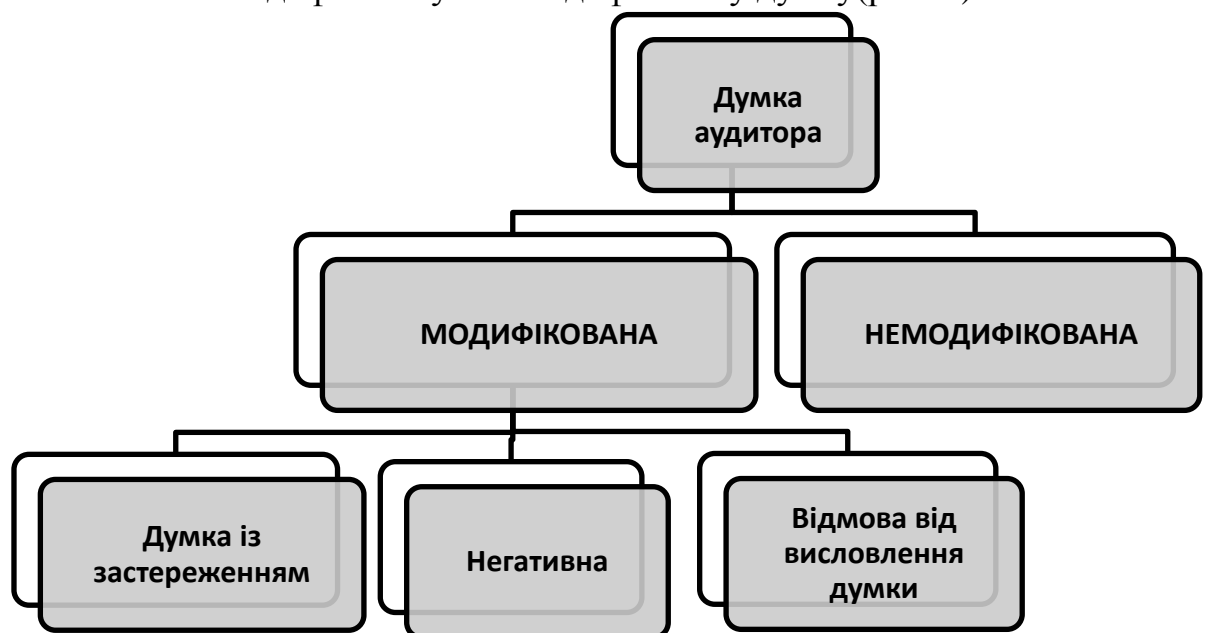 Думка
аудитора
МОДИФІКОВАНА
НЕМОДИФІКОВАНА
Думка із
застереженням
Негативна
Відмова від
висловлення
думки